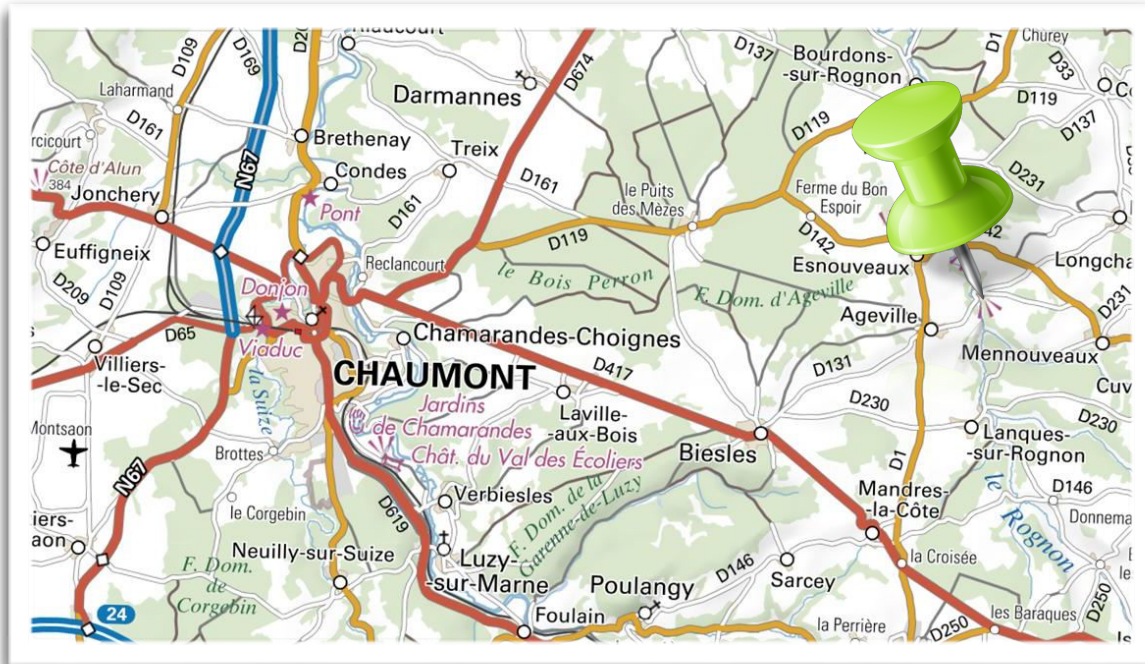 D109
D169
D137
Bourdons-
-sur-Rognon
D1
Churey
D33
Laharmand
Darmannes
D674
D119
D119
D137
D161
Brethenay
Treix
Côte d'Alun
384
Jonchery
N67
Condes
Pont
D161
D161
le Puits
des Mèzes
Ferme du Bon
Espoir
D231
Euffigneix
D209
D109
Reclancourt
D119
le Bois Perron
D142
Esnouveaux
F. Dom. d'Ageville
D231
Donjon
Ageville
D65
Viaduc
Chamarandes-Choignes
Mennouveaux
Villiers-
-le-Sec
CHAUMONT
D417
D131
la Suize
Jardins
de Chamarandes
Laville-
-aux-Bois
D230
D230
Chât. du Val des Écoliers
Biesles
Lanques-
-sur-Rognon
Brottes
N67
D1
Mandres-
-la-Côte
le Rognon
D146
le Corgebin
D619
Verbiesles
F. Dom. de la
Garenne-de-Luzy
Neuilly-sur-Suize
Luzy-
-sur-Marne
la Croisée
F. Dom.
de
Corgebin
Poulangy
D146
Sarcey
D250
24
Foulain
la Perrière
D250
les Baraques